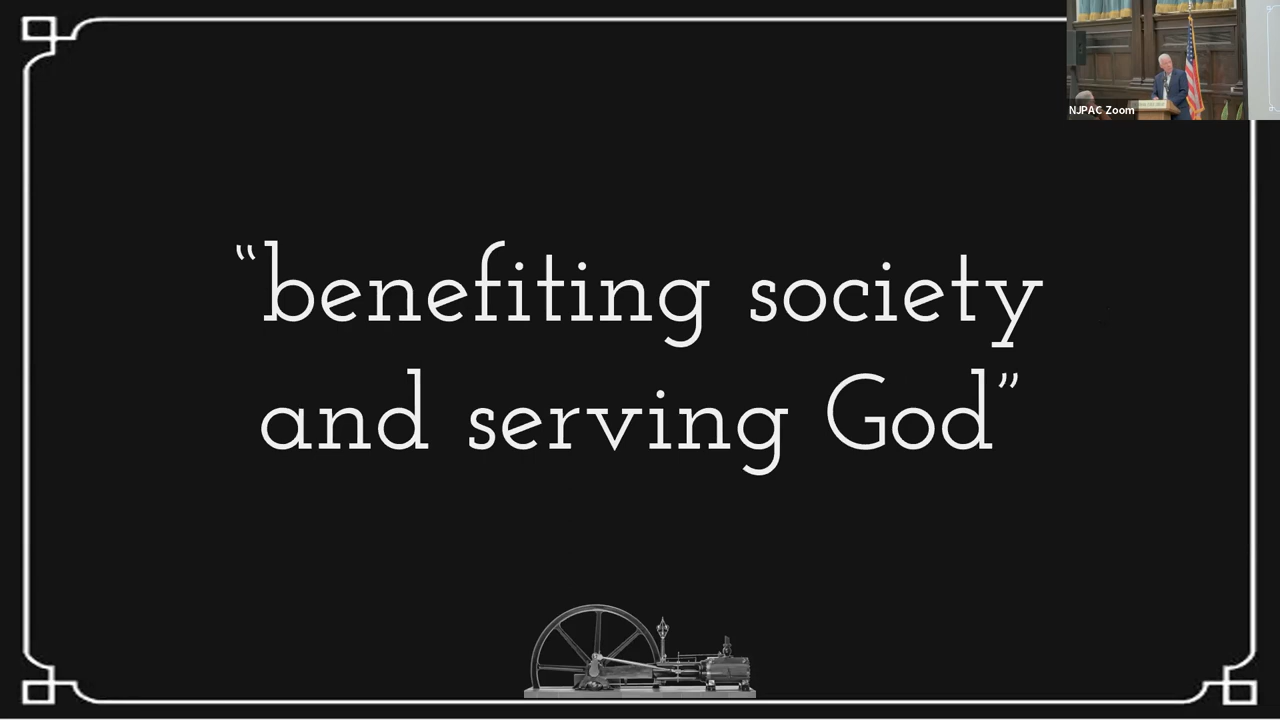 NJPAC Zoom
“benefiting society
and serving God”